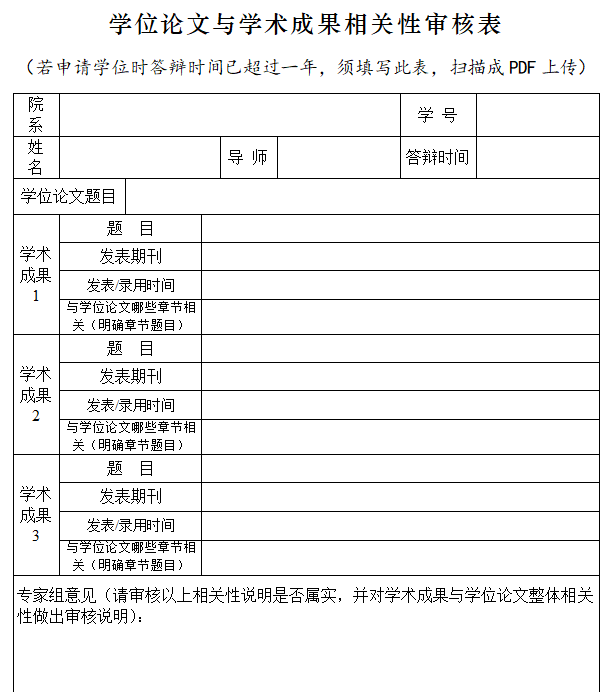 学位论文与学术成果相关性审核表
（若申请学位时答辩时间已超过一年，须填写此表，扫描成 PDF 上传）
院系
学 号
姓名
导 师
答辩时间
学位论文题目
学术成果1
题 目
发表期刊
发表/录用时间
与学位论文哪些章节相
关（明确章节题目）
学术成果2
题 目
发表期刊
发表/录用时间
与学位论文哪些章节相
关（明确章节题目）
学术成果3
题 目
发表期刊
发表/录用时间
与学位论文哪些章节相
关（明确章节题目）
专家组意见（请审核以上相关性说明是否属实，并对学术成果与学位论文整体相关
性做出审核说明）：